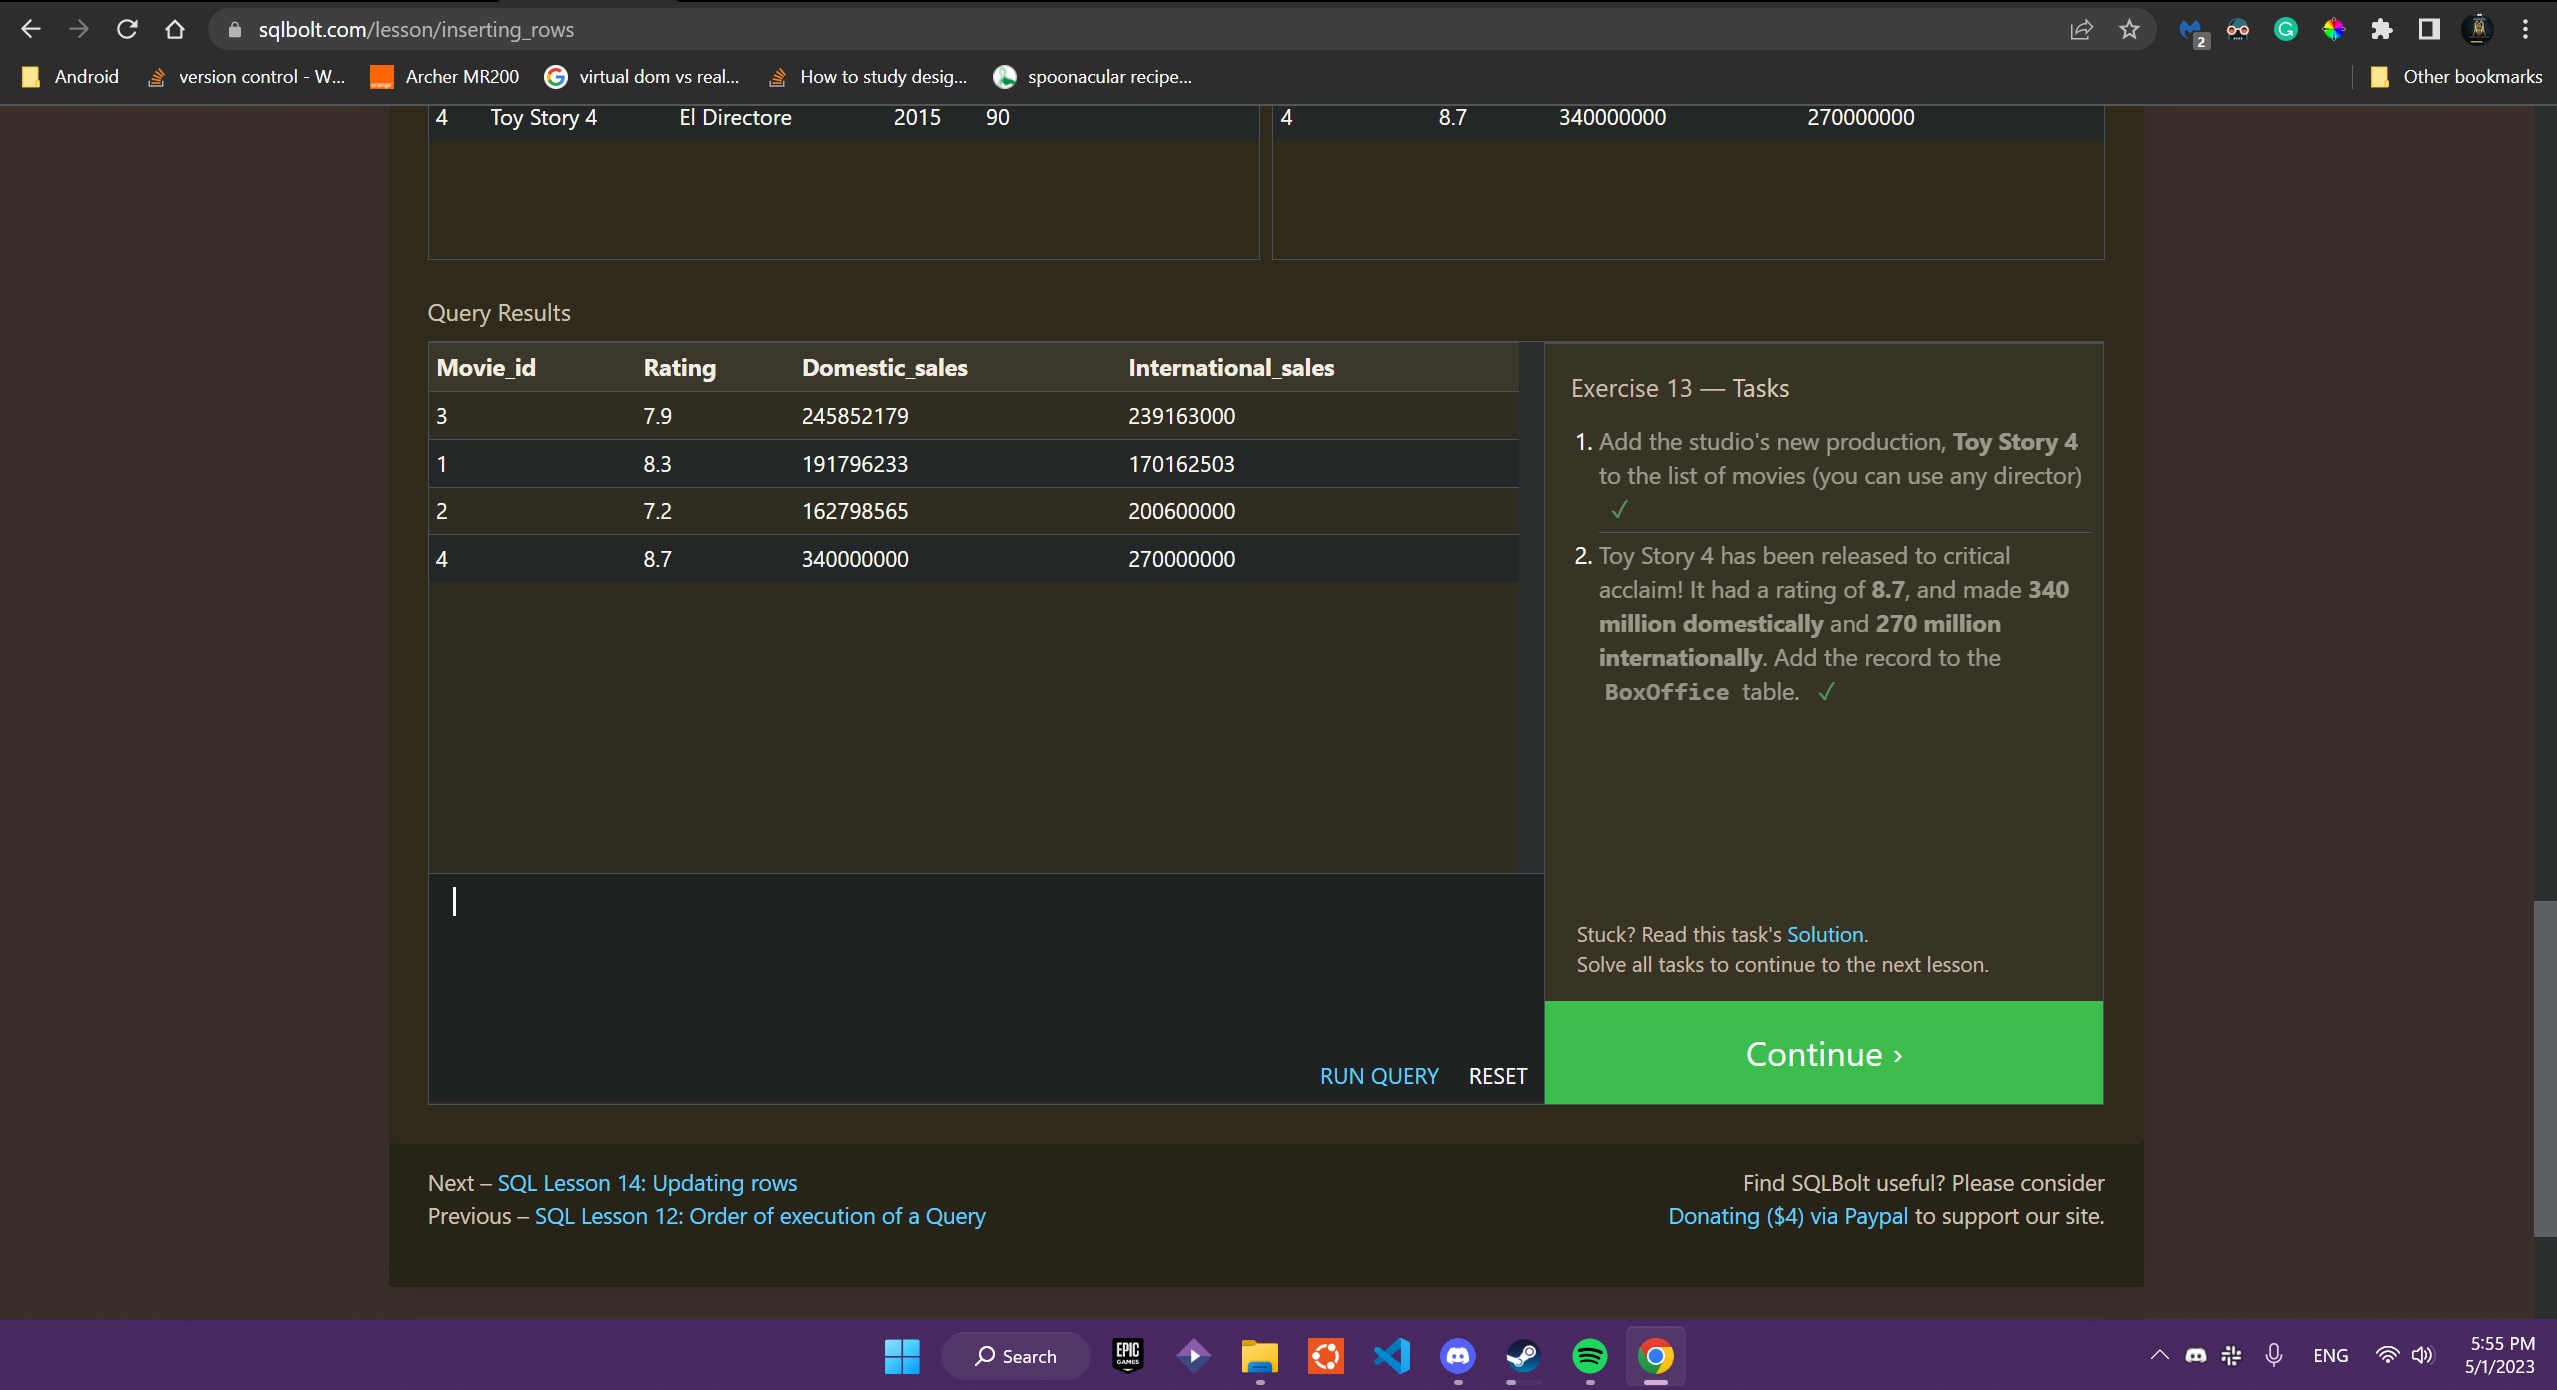 sqlbolt.com/lesson/inserting_rows
2
Android version control - W... Archer MR200 virtual dom vs real... How to study desig... spoonacular recipe... Other bookmarks
4 Toy Story 4 El Directore 2015 90
4 8.7 340000000 270000000
Query Results
Movie_id Rating Domestic_sales International_sales
3 7.9 245852179 239163000
1 8.3 191796233 170162503
2 7.2 162798565 200600000
4 8.7 340000000 270000000
Exercise 13 — Tasks
1. Add the studio's new production, Toy Story 4
to the list of movies (you can use any director)
✓
2. Toy Story 4 has been released to critical
acclaim! It had a rating of 8.7, and made 340
million domestically and 270 million
internationally. Add the record to the
BoxOffice table. ✓
Stuck? Read this task's Solution.
Solve all tasks to continue to the next lesson.
RUN QUERY RESET
Continue ›
Next – SQL Lesson 14: Updating rows
Previous – SQL Lesson 12: Order of execution of a Query
Find SQLBolt useful? Please consider
Donating ($4) via Paypal to support our site.
Search
EPIC
GAMES
ENG
5:55 PM
5/1/2023